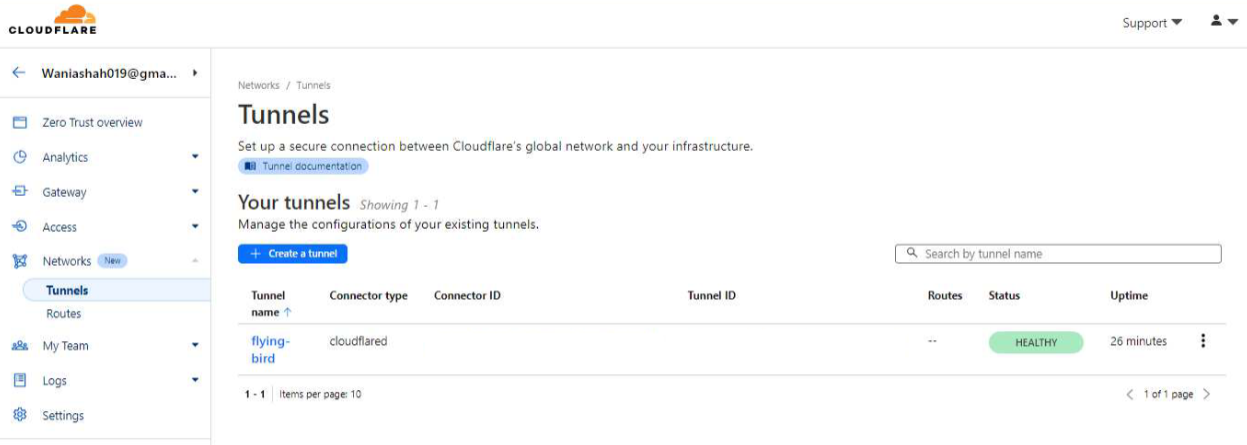 CLOUDFLARE
Support
Waniashah019@gma...
Zero Trust overview
Analytics
Gateway
Access
Networks New
Tunnels
Routes
My Team
Logs
Settings
Networks / Tunnels
Tunnels
Set up a secure connection between Cloudflare's global network and your infrastructure.
Tunnel documentation
Your tunnels Showing 1 - 1
Manage the configurations of your existing tunnels.
+ Create a tunnel
Search by tunnel name
Tunnel name ↑ Connector type Connector ID Tunnel ID Routes Status Uptime
flying-bird cloudflared -- HEALTHY 26 minutes
1 - 1 Items per page: 10 < 1 of 1 page >